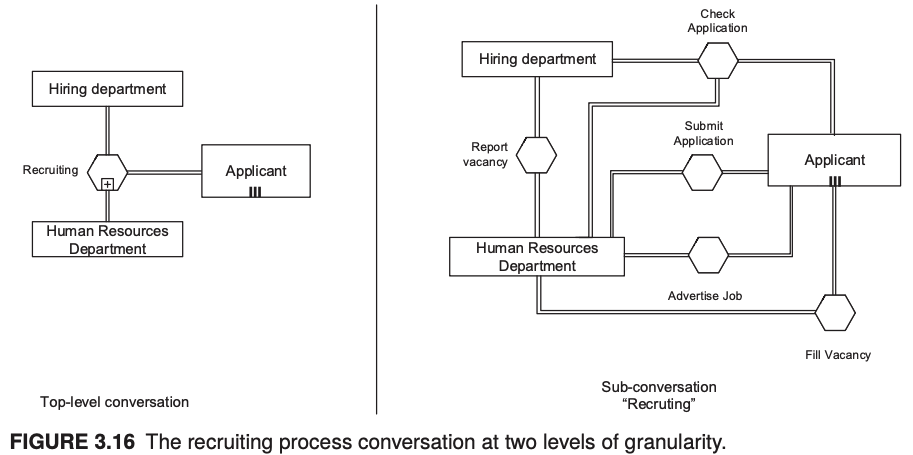 Hiring department
Recruiting
Applicant
Human Resources
Department
Top-level conversation
Check
Application
Hiring department
Report
vacancy
Submit
Application
Applicant
Human Resources
Department
Advertise Job
Fill Vacancy
Sub-conversation
“Recruting”
FIGURE 3.16 The recruiting process conversation at two levels of granularity.